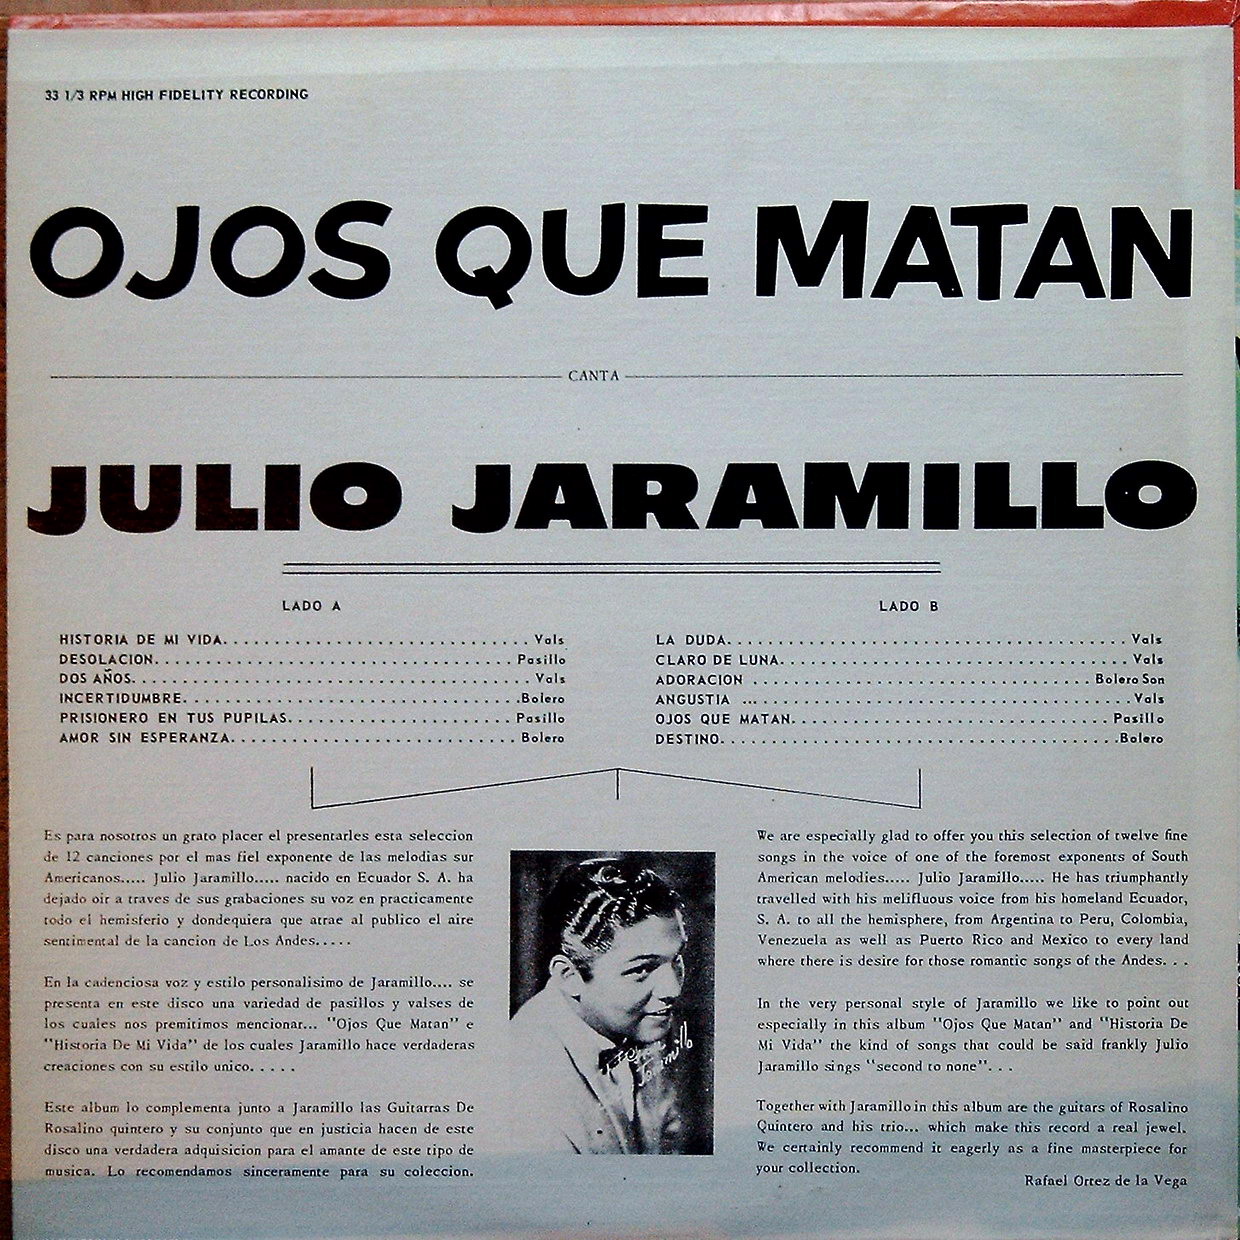 33 1/3 RPM HIGH FIDELITY RECORDING
OJOS QUE MATAN
CANTA
JULIO JARAMILLO
LADO A
HISTORIA DE MI VIDA. . . . . . . . . . . . . . . . . . . . . . . . . . . . . . Vals
DESOLACION. . . . . . . . . . . . . . . . . . . . . . . . . . . . . . . . . . . Pasillo
DOS AÑOS. . . . . . . . . . . . . . . . . . . . . . . . . . . . . . . . . . . . . . . Vals
INCERTIDUMBRE. . . . . . . . . . . . . . . . . . . . . . . . . . . . . . . . .Bolero
PRISIONERO EN TUS PUPILAS. . . . . . . . . . . . . . . . . . . . . . Pasillo
AMOR SIN ESPERANZA. . . . . . . . . . . . . . . . . . . . . . . . . . . . Bolero
LADO B
LA DUDA. . . . . . . . . . . . . . . . . . . . . . . . . . . . . . . . . . . . . . . Vals
CLARO DE LUNA. . . . . . . . . . . . . . . . . . . . . . . . . . . . . . . . . Vals
ADORACION . . . . . . . . . . . . . . . . . . . . . . . . . . . . . . . . Bolero Son
ANGUSTIA ... . . . . . . . . . . . . . . . . . . . . . . . . . . . . . . . . . . . .Vals
OJOS QUE MATAN. . . . . . . . . . . . . . . . . . . . . . . . . . . . . . Pasillo
DESTINO. . . . . . . . . . . . . . . . . . . . . . . . . . . . . . . . . . . . . .Bolero
Es para nosotros un grato placer el presentarles esta seleccion
de 12 canciones por el mas fiel exponente de las melodias sur
Americanos..... Julio Jaramillo..... nacido en Ecuador S. A. ha
dejado oir a traves de sus grabaciones su voz en practicamente
todo el hemisferio y dondequiera que atrae al publico el aire
sentimental de la cancion de Los Andes.....
En la cadenciosa voz y estilo personalisimo de Jaramillo.... se
presenta en este disco una variedad de pasillos y valses de
los cuales nos premitimos mencionar... "Ojos Que Matan" e
"Historia De Mi Vida" de los cuales Jaramillo hace verdaderas
creaciones con su estilo unico. . . . .
Este album lo complementa junto a Jaramillo las Guitarras De
Rosalino quintero y su conjunto que en justicia hacen de este
disco una verdadera adquisicion para el amante de este tipo de
musica. Lo recomendamos sinceramente para su coleccion.
Julio Jaramillo
We are especially glad to offer you this selection of twelve fine
songs in the voice of one of the foremost exponents of South
American melodies..... Julio Jaramillo..... He has triumphantly
travelled with his melifluous voice from his homeland Ecuador,
S. A. to all the hemisphere, from Argentina to Peru, Colombia,
Venezuela as well as Puerto Rico and Mexico to every land
where there is desire for those romantic songs of the Andes. . .
In the very personal style of Jaramillo we like to point out
especially in this album "Ojos Que Matan" and "Historia De
Mi Vida" the kind of songs that could be said frankly Julio
Jaramillo sings "second to none". . .
Together with Jaramillo in this album are the guitars of Rosalino
Quintero and his trio... which make this record a real jewel.
We certainly recommend it eagerly as a fine masterpiece for
your collection.
Rafael Ortez de la Vega